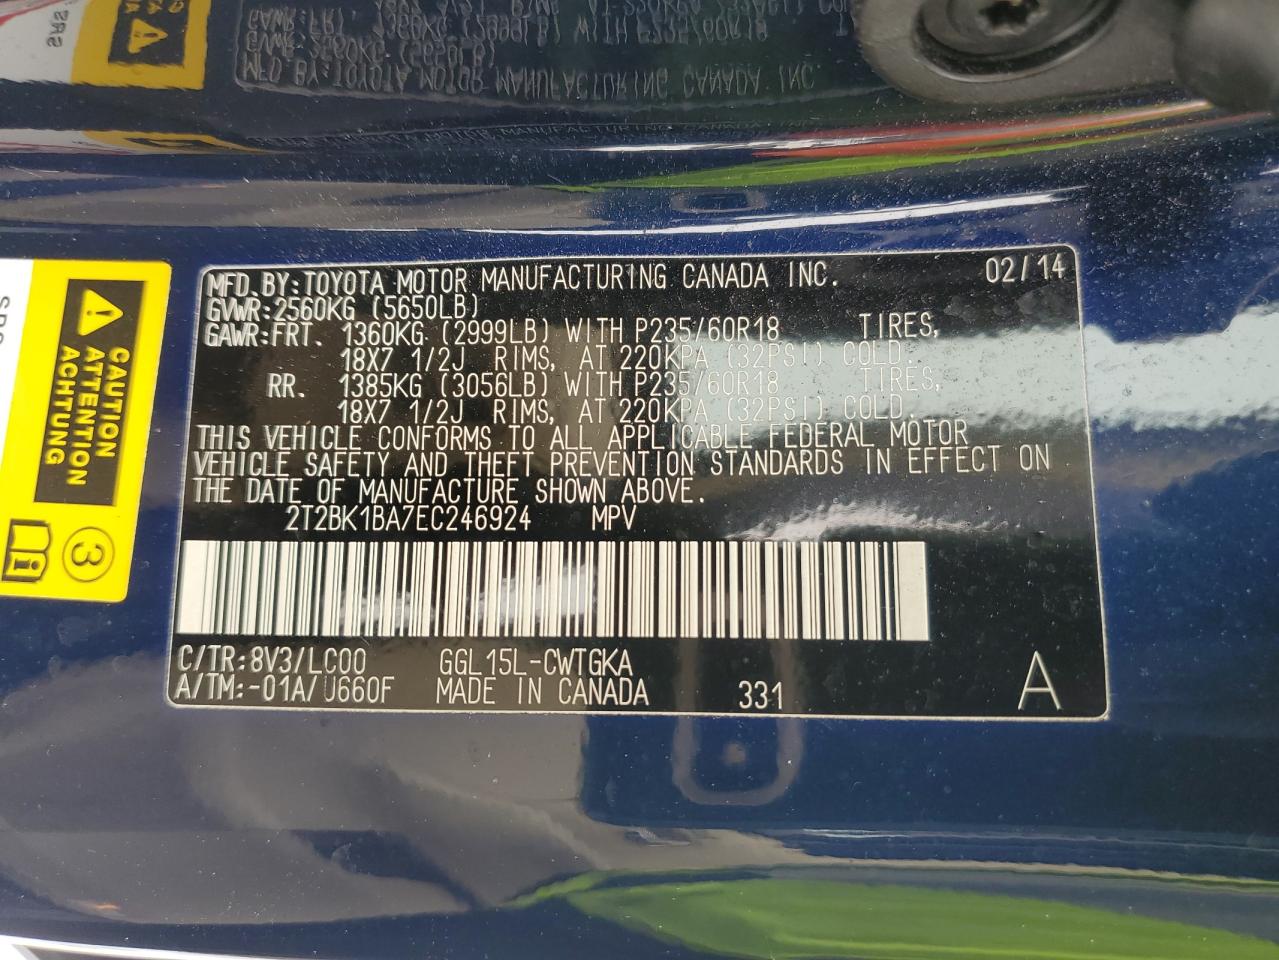 MFD.BY:TOYOTA MOTOR MANUFACTURING CANADA INC. 02/14
GVWR:2560KG (5650LB)
GAWR:FRT. 1360KG (2999LB) WITH P235/60R18 TIRES,
18X7 1/2J RIMS, AT 220KPA (32PSI) COLD.
RR. 1385KG (3056LB) WITH P235/60R18 TIRES,
18X7 1/2J RIMS, AT 220KPA (32PSI) COLD.
THIS VEHICLE CONFORMS TO ALL APPLICABLE FEDERAL MOTOR
VEHICLE SAFETY AND THEFT PREVENTION STANDARDS IN EFFECT ON
THE DATE OF MANUFACTURE SHOWN ABOVE.
2T2BK1BA7EC246924 MPV
C/TR:8V3/LC00 GGL15L-CWTGKA
A/TM:-01A/U660F MADE IN CANADA 331 A
CAUTION
ATTENTION
ACHTUNG
3